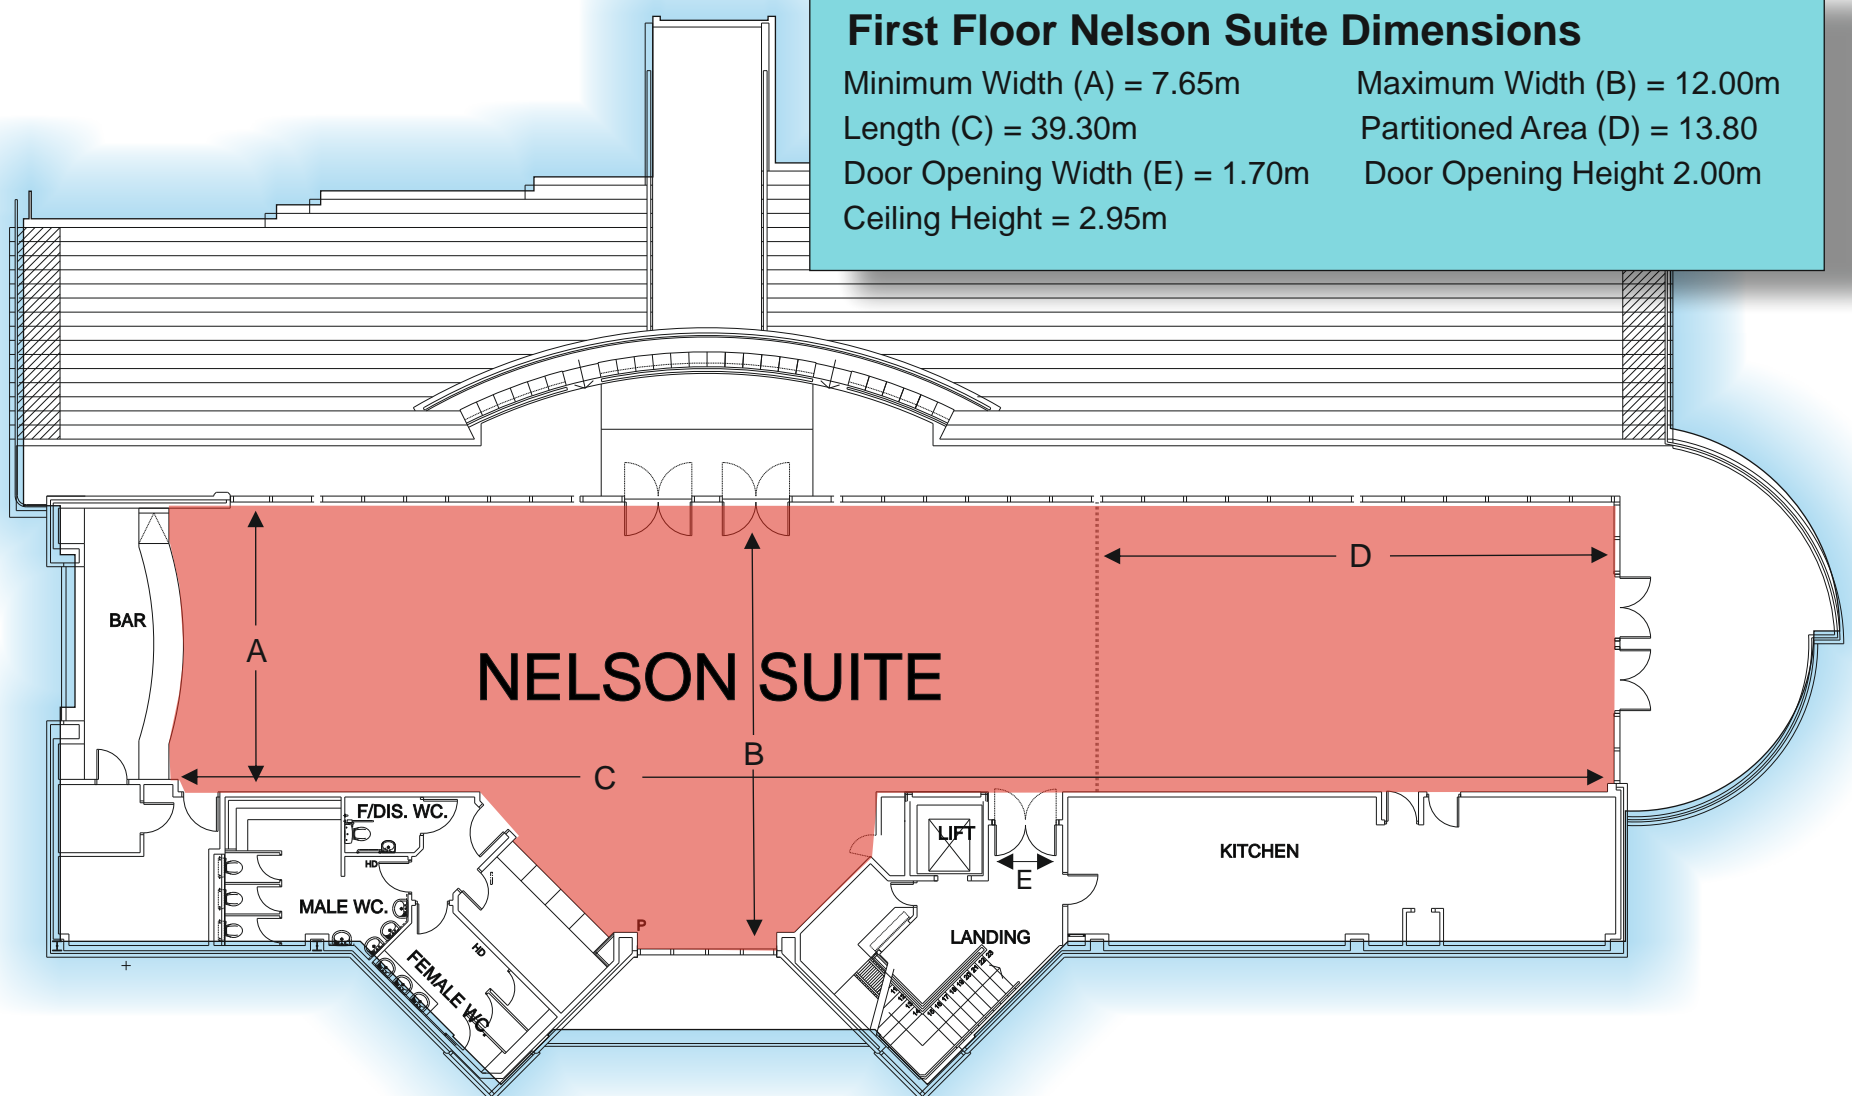 First Floor Nelson Suite Dimensions
Minimum Width (A) = 7.65m Maximum Width (B) = 12.00m
Length (C) = 39.30m Partitioned Area (D) = 13.80
Door Opening Width (E) = 1.70m Door Opening Height 2.00m
Ceiling Height = 2.95m
D
BAR
A
NELSON SUITE
B
C
F/DIS. WC.
LIFT
KITCHEN
HD
E
MALE WC.
P
LANDING
HD
FEMALE WC.